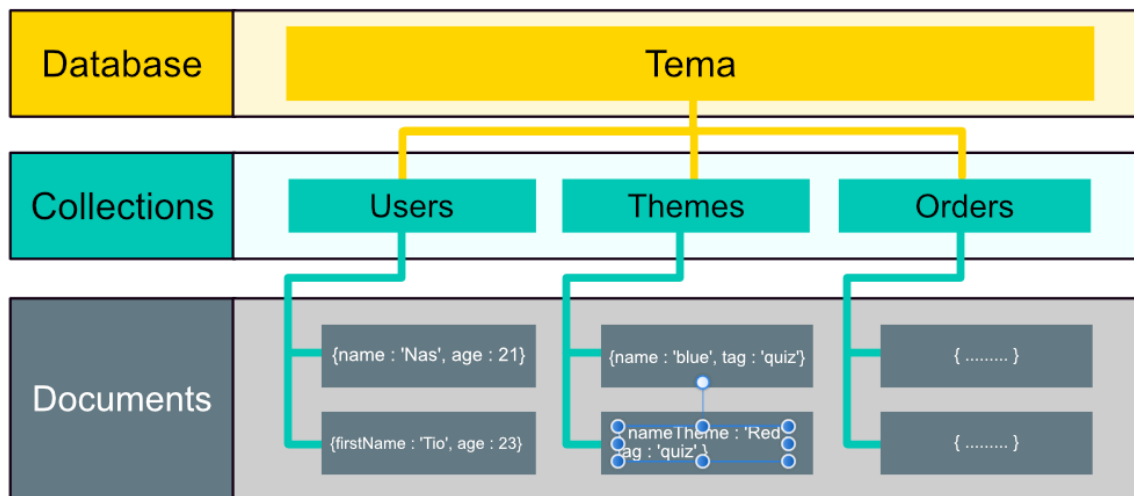 Database
Tema
Collections
Users
Themes
Orders
Documents
{name : 'Nas', age : 21}
{name : 'blue', tag : 'quiz'}
{ ......... }
{firstName : 'Tio', age : 23}
nameTheme : 'Red
tag : 'quiz' }
{ ......... }